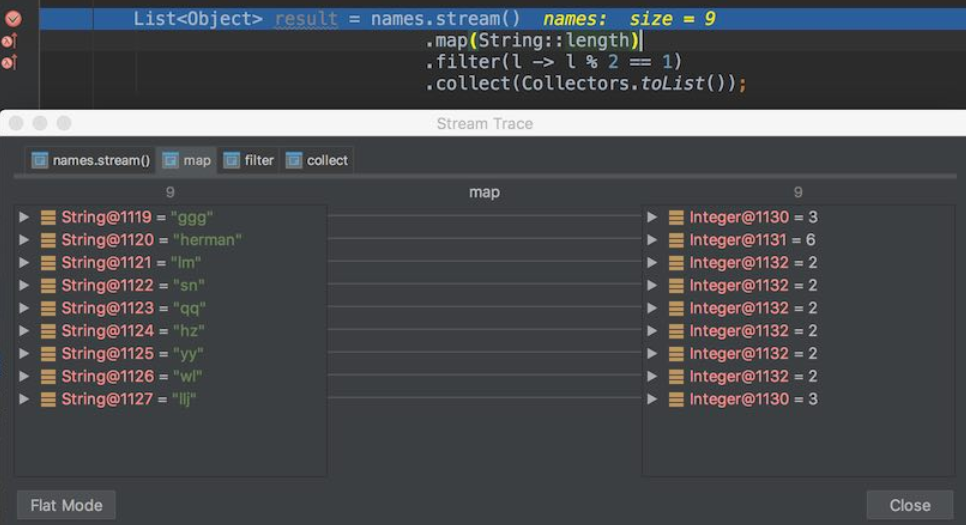 List<Object> result = names.stream()  names:  size = 9
.map(String::length)
.filter(l -> l % 2 == 1)
.collect(Collectors.toList());
Stream Trace
names.stream() map filter collect
9 map 9
String@1119 = "ggg" Integer@1130 = 3
String@1120 = "herman" Integer@1131 = 6
String@1121 = "lm" Integer@1132 = 2
String@1122 = "sn" Integer@1132 = 2
String@1123 = "qq" Integer@1132 = 2
String@1124 = "hz" Integer@1132 = 2
String@1125 = "yy" Integer@1132 = 2
String@1126 = "wl" Integer@1132 = 2
String@1127 = "llj" Integer@1130 = 3
Flat Mode Close